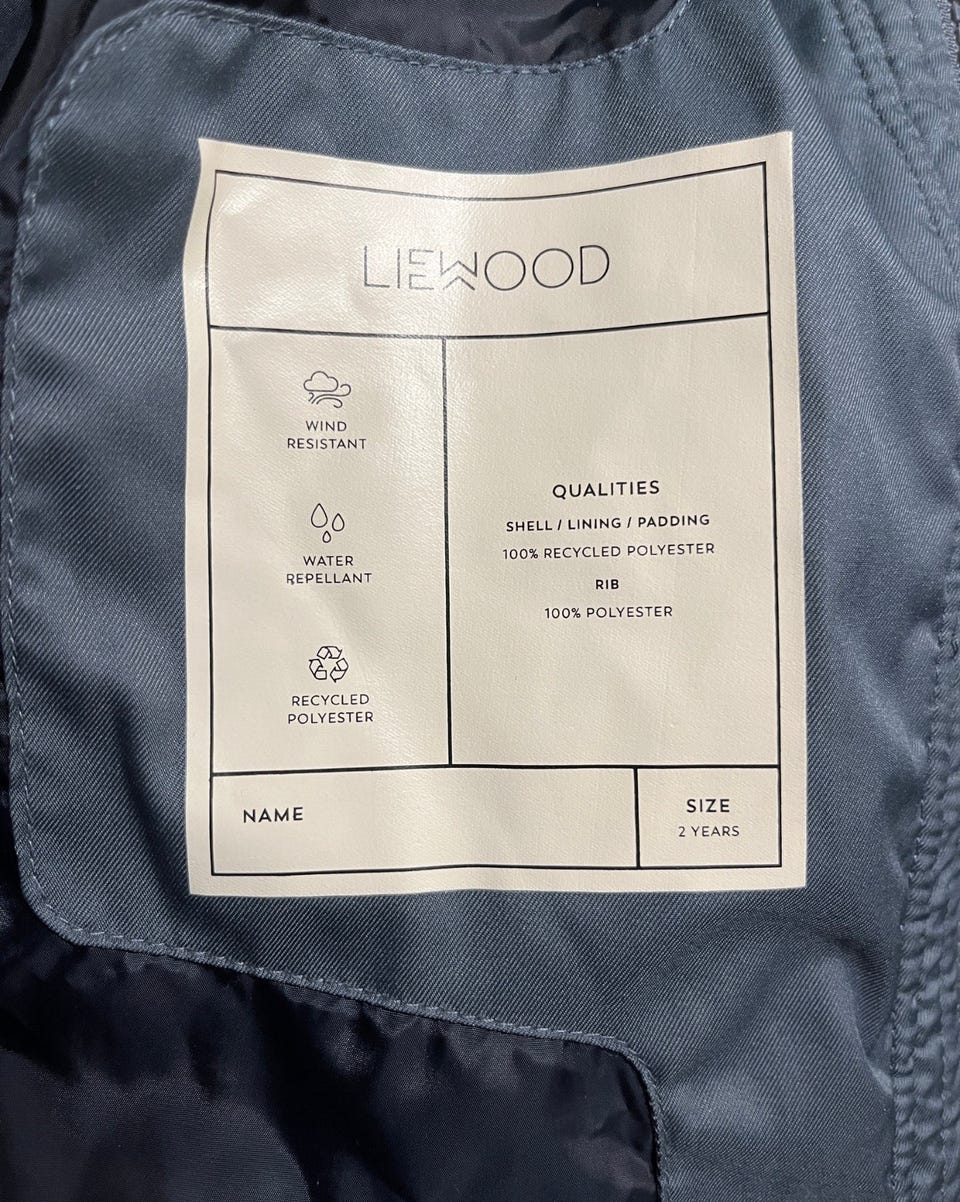 LIEWOOD
WIND
RESISTANT
WATER
REPELLANT
RECYCLED
POLYESTER
QUALITIES
SHELL / LINING / PADDING
100% RECYCLED POLYESTER
RIB
100% POLYESTER
NAME
SIZE
2 YEARS